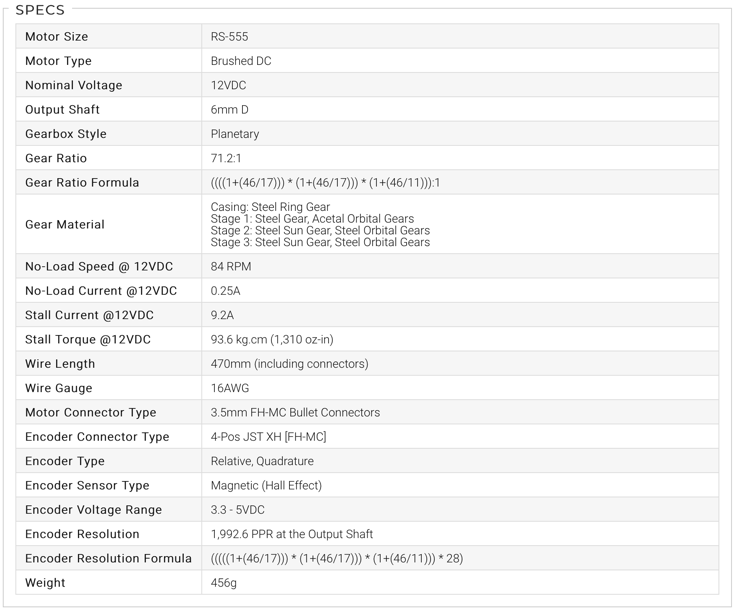 SPECS
Motor Size RS-555
Motor Type Brushed DC
Nominal Voltage 12VDC
Output Shaft 6mm D
Gearbox Style Planetary
Gear Ratio 71.2:1
Gear Ratio Formula ((((1+(46/17))) * (1+(46/17))) * (1+(46/11))):1
Gear Material Casing: Steel Ring Gear
Stage 1: Steel Gear, Acetal Orbital Gears
Stage 2: Steel Sun Gear, Steel Orbital Gears
Stage 3: Steel Sun Gear, Steel Orbital Gears
No-Load Speed @ 12VDC 84 RPM
No-Load Current @12VDC 0.25A
Stall Current @12VDC 9.2A
Stall Torque @12VDC 93.6 kg.cm (1,310 oz-in)
Wire Length 470mm (including connectors)
Wire Gauge 16AWG
Motor Connector Type 3.5mm FH-MC Bullet Connectors
Encoder Connector Type 4-Pos JST XH [FH-MC]
Encoder Type Relative, Quadrature
Encoder Sensor Type Magnetic (Hall Effect)
Encoder Voltage Range 3.3 - 5VDC
Encoder Resolution 1,992.6 PPR at the Output Shaft
Encoder Resolution Formula (((((1+(46/17))) * (1+(46/17))) * (1+(46/11))) * 28)
Weight 456g